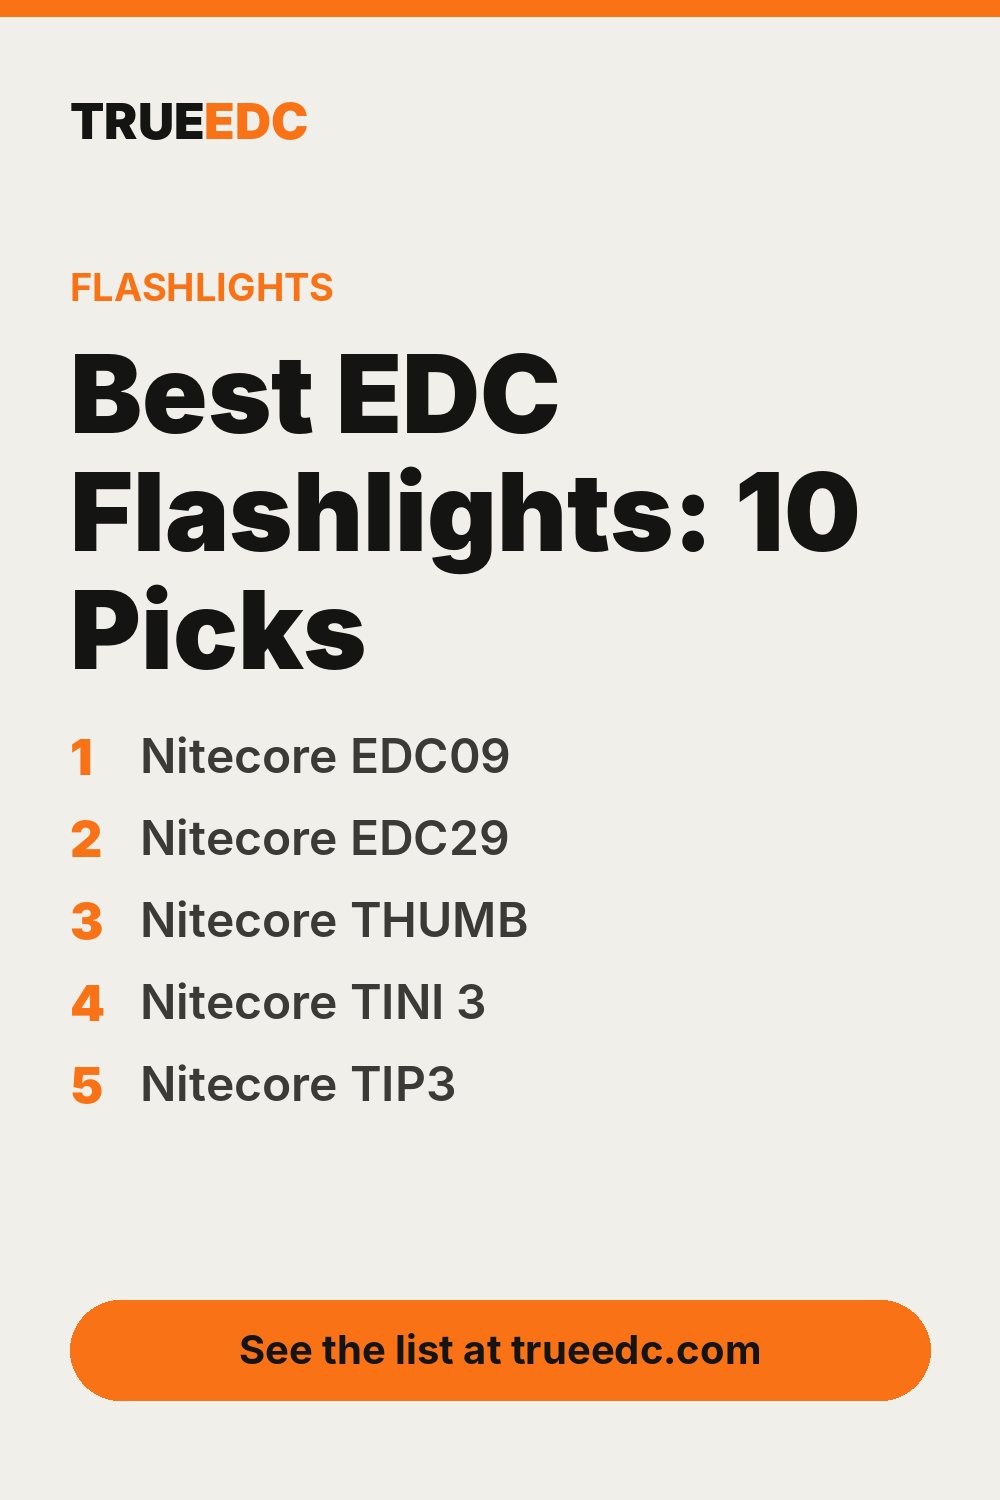 TRUEEDC
FLASHLIGHTS
Best EDC
Flashlights: 10
Picks
1 Nitecore EDC09
2 Nitecore EDC29
3 Nitecore THUMB
4 Nitecore TINI 3
5 Nitecore TIP3
See the list at trueedc.com